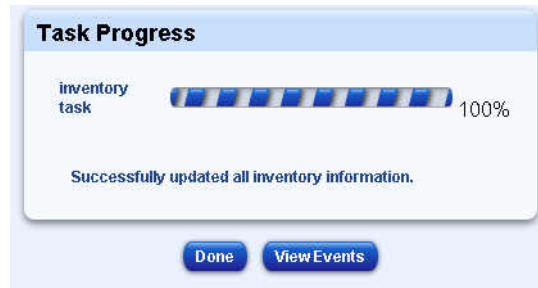 Task Progress
inventory
task
100%
Successfully updated all inventory information.
Done
View Events